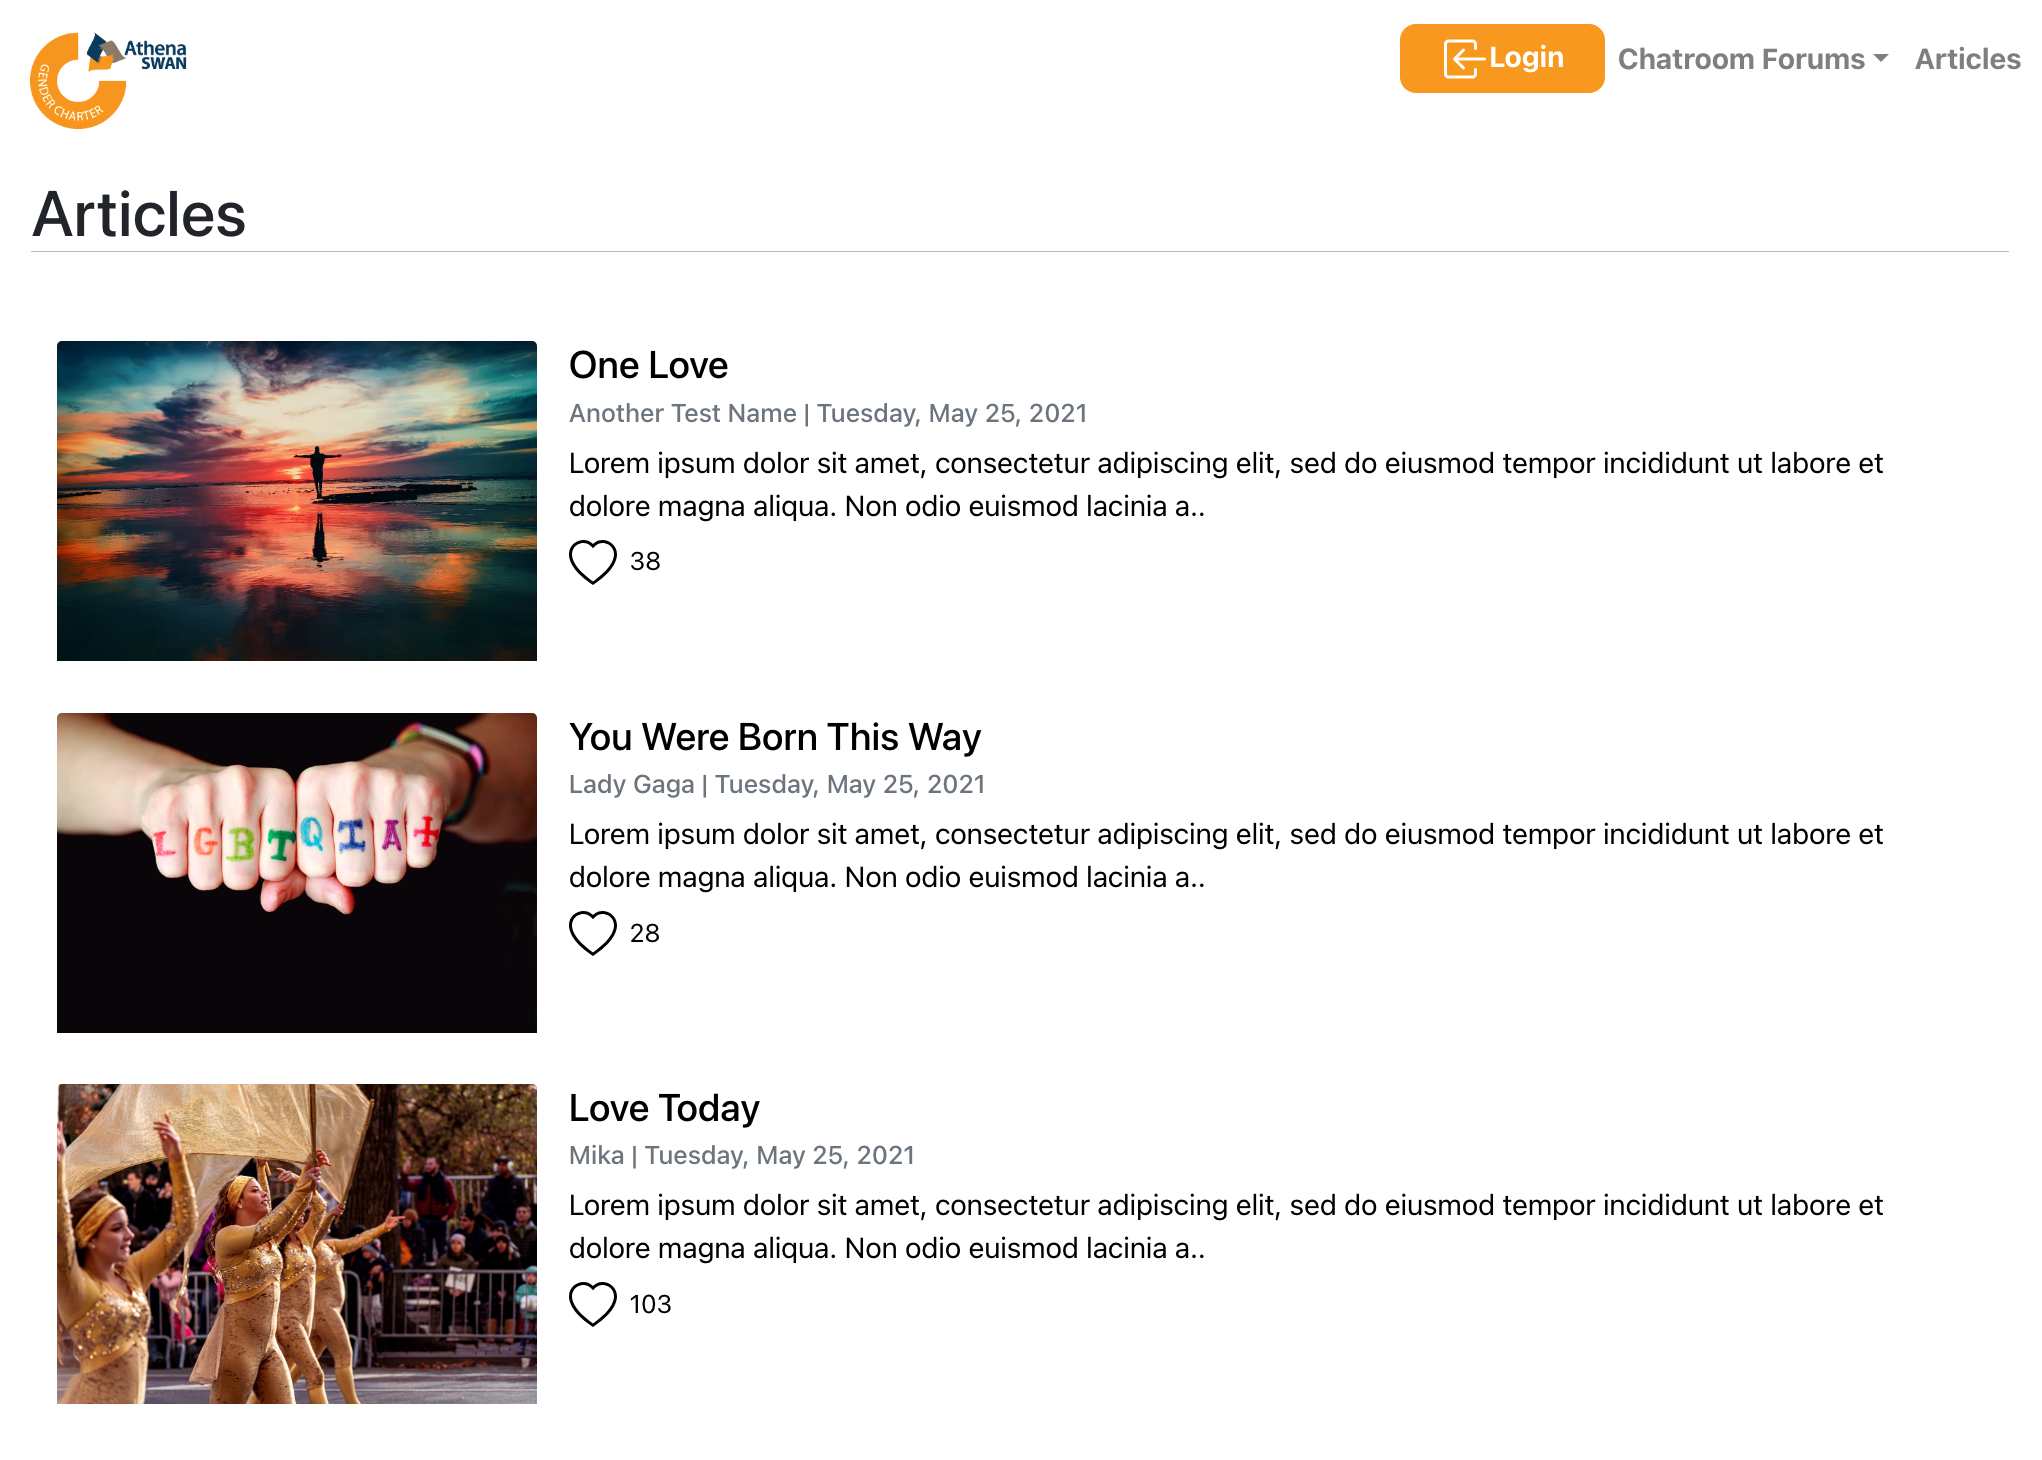 Athena
SWAN
GENDER CHARTER
Login
Chatroom Forums
Articles
Articles
One Love
Another Test Name | Tuesday, May 25, 2021
Lorem ipsum dolor sit amet, consectetur adipiscing elit, sed do eiusmod tempor incididunt ut labore et
dolore magna aliqua. Non odio euismod lacinia a..
38
LGBTQIA+
You Were Born This Way
Lady Gaga | Tuesday, May 25, 2021
Lorem ipsum dolor sit amet, consectetur adipiscing elit, sed do eiusmod tempor incididunt ut labore et
dolore magna aliqua. Non odio euismod lacinia a..
28
Love Today
Mika | Tuesday, May 25, 2021
Lorem ipsum dolor sit amet, consectetur adipiscing elit, sed do eiusmod tempor incididunt ut labore et
dolore magna aliqua. Non odio euismod lacinia a..
103